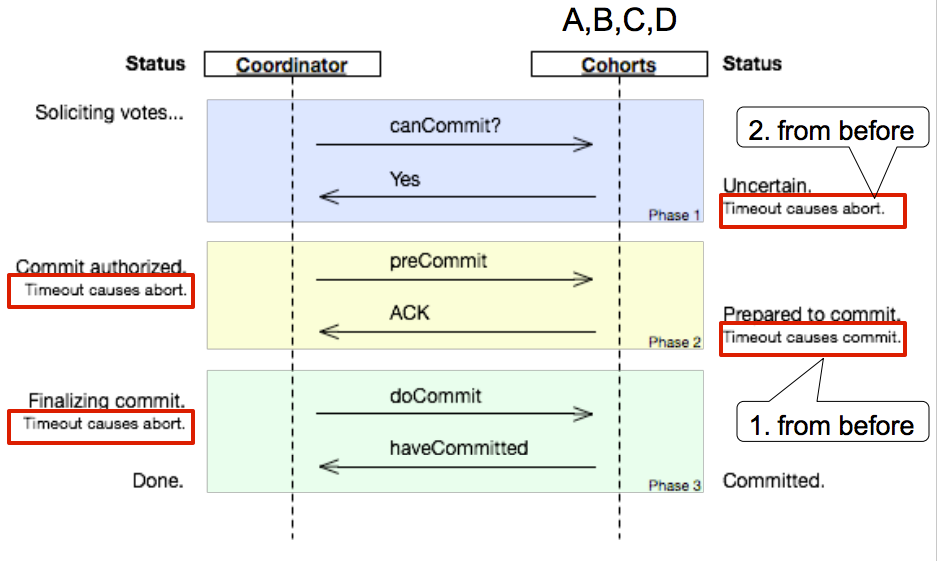 A,B,C,D
Status
Coordinator
Cohorts
Status
Soliciting votes...
canCommit?
2. from before
Yes
Uncertain.
Timeout causes abort.
Phase 1
Commit authorized.
Timeout causes abort.
preCommit
ACK
Prepared to commit.
Timeout causes commit.
Phase 2
Finalizing commit.
Timeout causes abort.
doCommit
1. from before
haveCommitted
Done.
Phase 3
Committed.